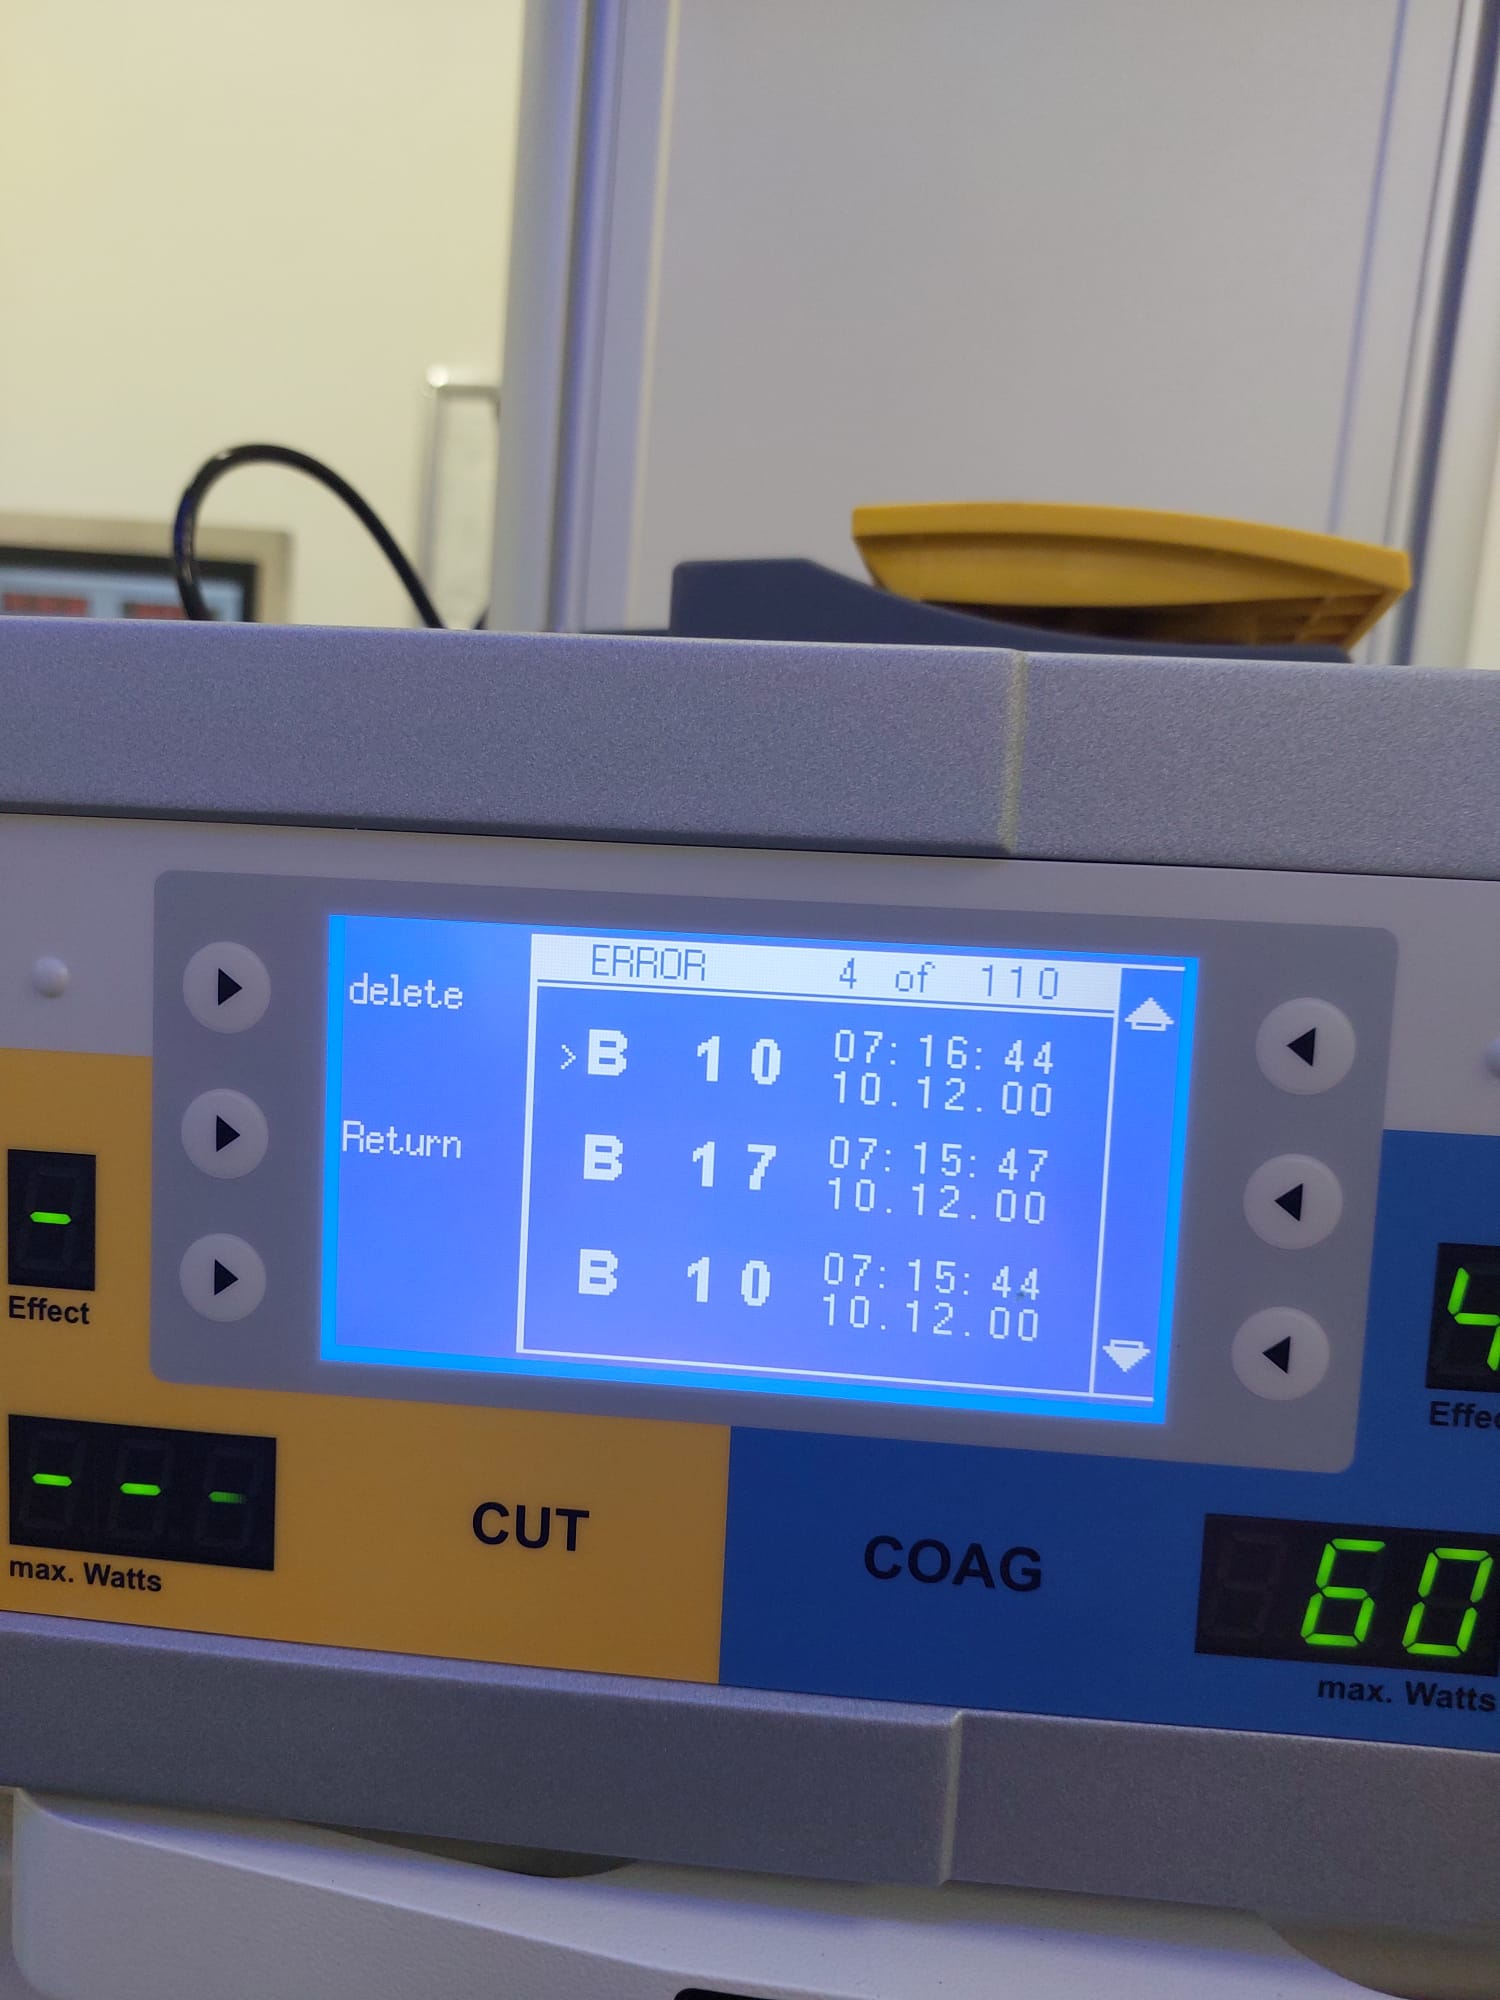 ERROR 4 of 110
delete
>B 10 07:16:44
10.12.00
Return
B 17 07:15:47
10.12.00
B 10 07:15:44
10.12.00
Effect
max. Watts
CUT
COAG
4
60
max. Watts